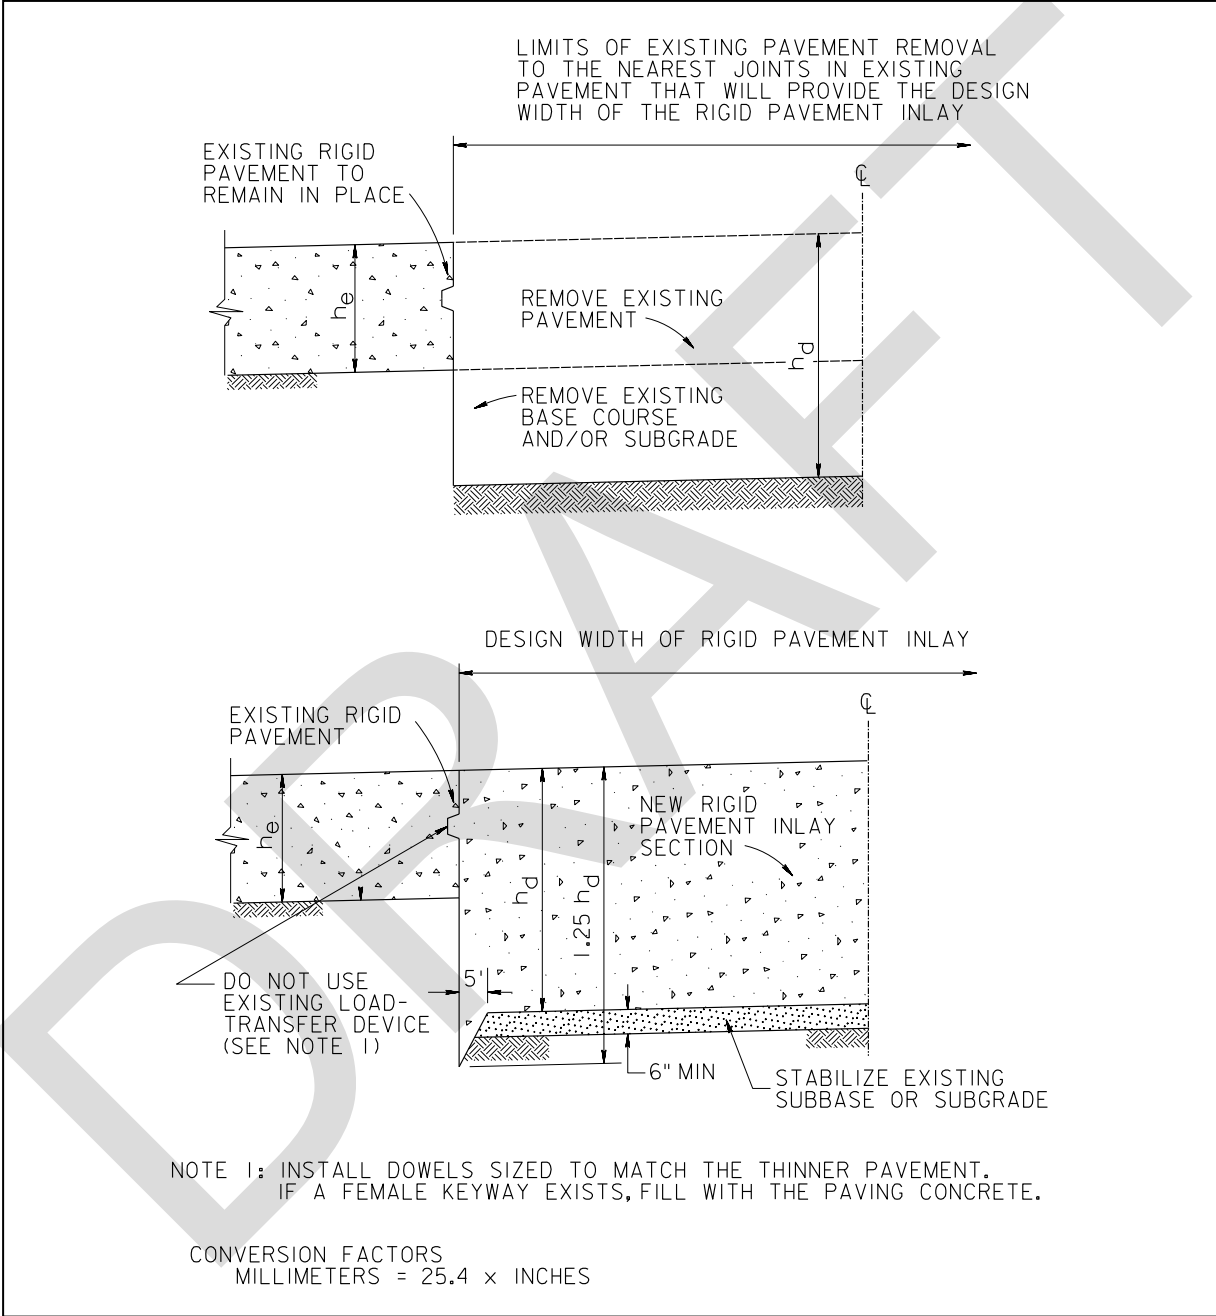 LIMITS OF EXISTING PAVEMENT REMOVAL
TO THE NEAREST JOINTS IN EXISTING
PAVEMENT THAT WILL PROVIDE THE DESIGN
WIDTH OF THE RIGID PAVEMENT INLAY
EXISTING RIGID
PAVEMENT TO
REMAIN IN PLACE
℄
he
REMOVE EXISTING
PAVEMENT
hd
REMOVE EXISTING
BASE COURSE
AND/OR SUBGRADE
DESIGN WIDTH OF RIGID PAVEMENT INLAY
℄
EXISTING RIGID
PAVEMENT
he
NEW RIGID
PAVEMENT INLAY
SECTION
hd
1.25 hd
5'
DO NOT USE
EXISTING LOAD-
TRANSFER DEVICE
(SEE NOTE 1)
6" MIN
STABILIZE EXISTING
SUBBASE OR SUBGRADE
NOTE 1: INSTALL DOWELS SIZED TO MATCH THE THINNER PAVEMENT.
IF A FEMALE KEYWAY EXISTS, FILL WITH THE PAVING CONCRETE.
CONVERSION FACTORS
MILLIMETERS = 25.4 x INCHES
DRAFT